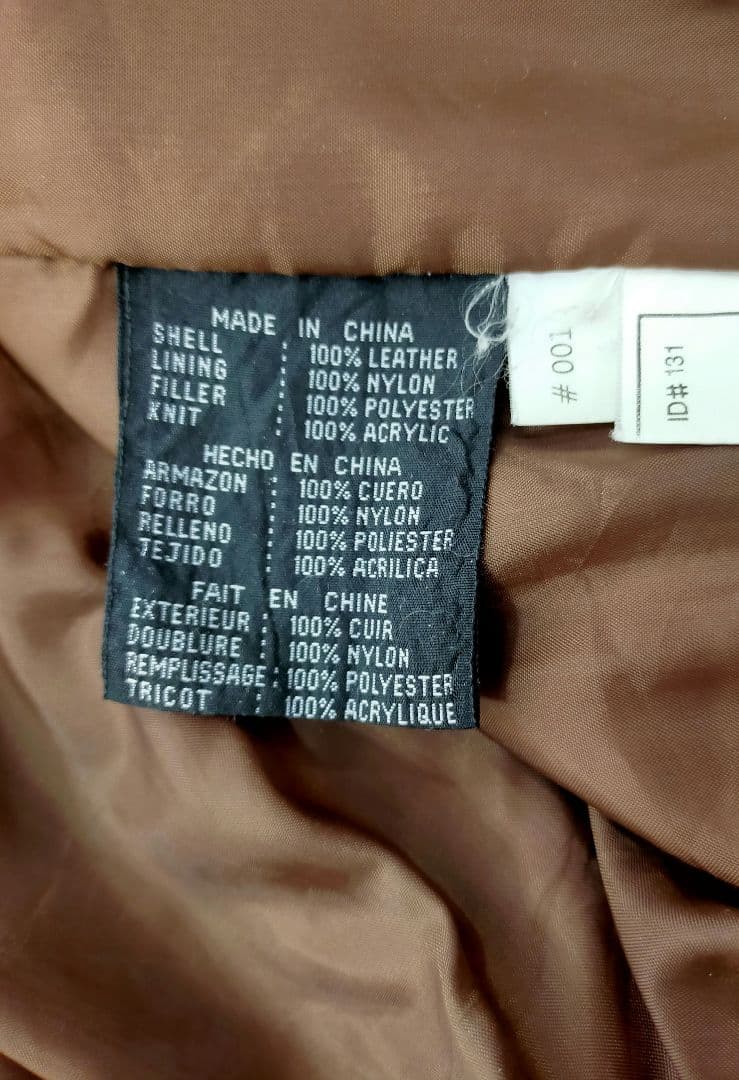 MADE IN CHINA
SHELL : 100% LEATHER
LINING : 100% NYLON
FILLER : 100% POLYESTER
KNIT : 100% ACRYLIC
HECHO EN CHINA
ARMAZON : 100% CUERO
FORRO : 100% NYLON
RELLENO : 100% POLIESTER
TEJIDO : 100% ACRILICA
FAIT EN CHINE
EXTERIEUR : 100% CUIR
DOUBLURE : 100% NYLON
REMPLISSAGE : 100% POLYESTER
TRICOT : 100% ACRYLIQUE
# 001
ID# 131